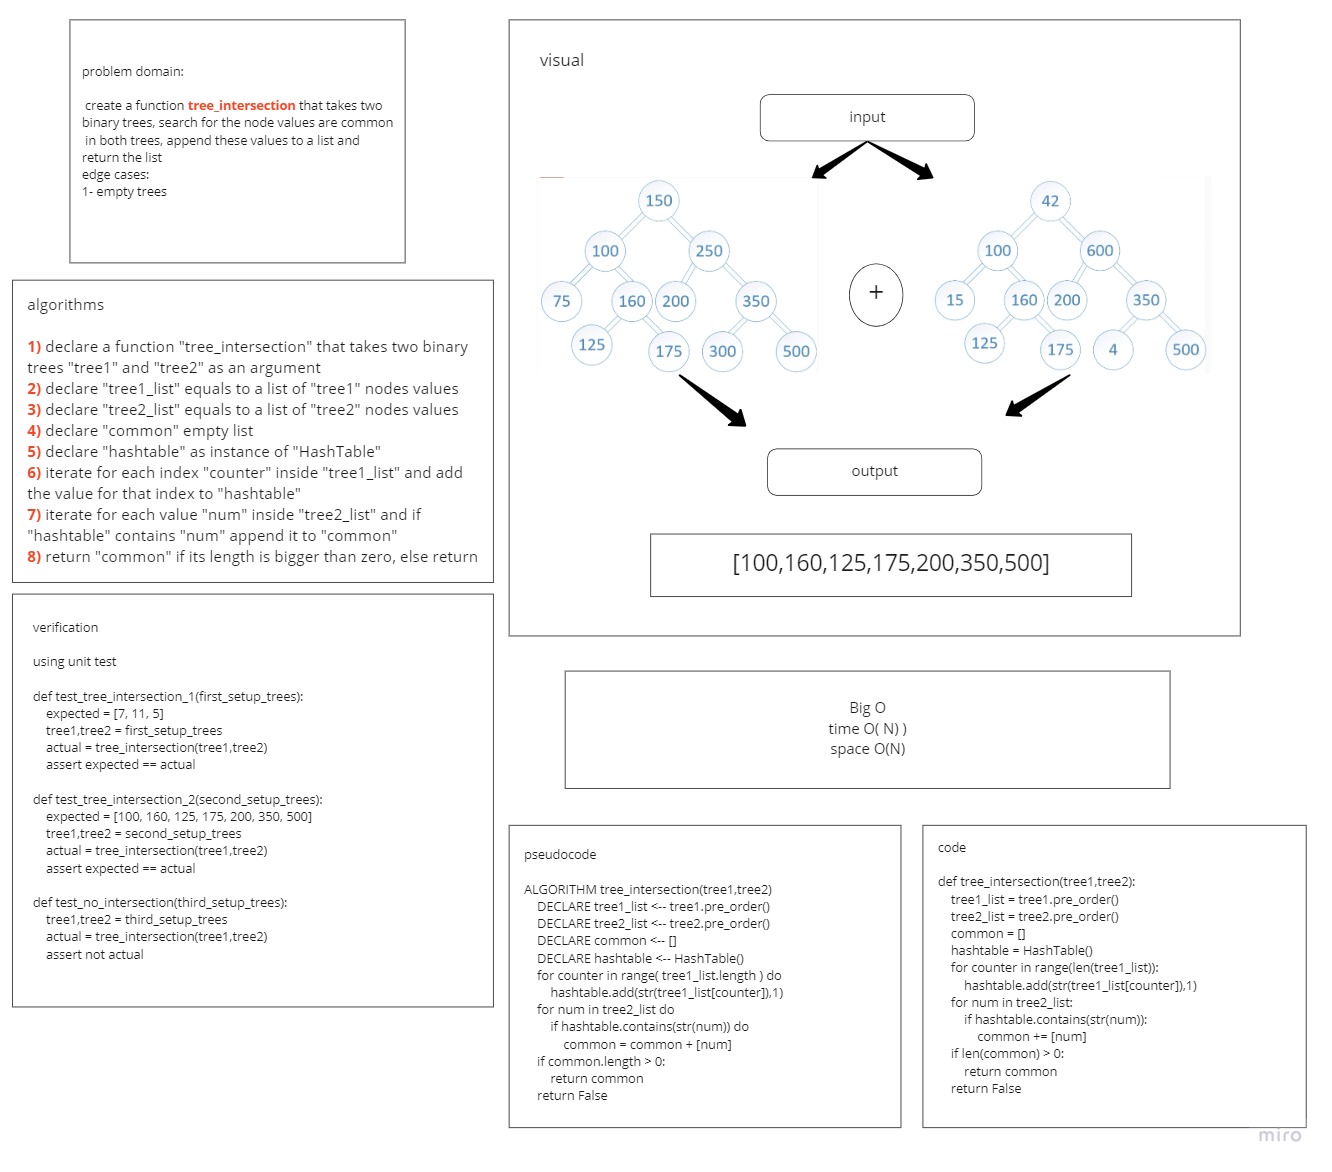 problem domain:
create a function tree_intersection that takes two
binary trees, search for the node values are common
in both trees, append these values to a list and
return the list
edge cases:
1- empty trees
algorithms
1) declare a function "tree_intersection" that takes two binary
trees "tree1" and "tree2" as an argument
2) declare "tree1_list" equals to a list of "tree1" nodes values
3) declare "tree2_list" equals to a list of "tree2" nodes values
4) declare "common" empty list
5) declare "hashtable" as instance of "HashTable"
6) iterate for each index "counter" inside "tree1_list" and add
the value for that index to "hashtable"
7) iterate for each value "num" inside "tree2_list" and if
"hashtable" contains "num" append it to "common"
8) return "common" if its length is bigger than zero, else return
verification
using unit test
def test_tree_intersection_1(first_setup_trees):
expected = [7, 11, 5]
tree1,tree2 = first_setup_trees
actual = tree_intersection(tree1,tree2)
assert expected == actual
def test_tree_intersection_2(second_setup_trees):
expected = [100, 160, 125, 175, 200, 350, 500]
tree1,tree2 = second_setup_trees
actual = tree_intersection(tree1,tree2)
assert expected == actual
def test_no_intersection(third_setup_trees):
tree1,tree2 = third_setup_trees
actual = tree_intersection(tree1,tree2)
assert not actual
visual
input
150
100 250
75 160 200 350
125 175 300 500
+
42
100 600
15 160 200 350
125 175 4 500
output
[100,160,125,175,200,350,500]
Big O
time O( N) )
space O(N)
pseudocode
ALGORITHM tree_intersection(tree1,tree2)
DECLARE tree1_list <-- tree1.pre_order()
DECLARE tree2_list <-- tree2.pre_order()
DECLARE common <-- []
DECLARE hashtable <-- HashTable()
for counter in range( tree1_list.length ) do
hashtable.add(str(tree1_list[counter]),1)
for num in tree2_list do
if hashtable.contains(str(num)) do
common = common + [num]
if common.length > 0:
return common
return False
code
def tree_intersection(tree1,tree2):
tree1_list = tree1.pre_order()
tree2_list = tree2.pre_order()
common = []
hashtable = HashTable()
for counter in range(len(tree1_list)):
hashtable.add(str(tree1_list[counter]),1)
for num in tree2_list:
if hashtable.contains(str(num)):
common += [num]
if len(common) > 0:
return common
return False
miro